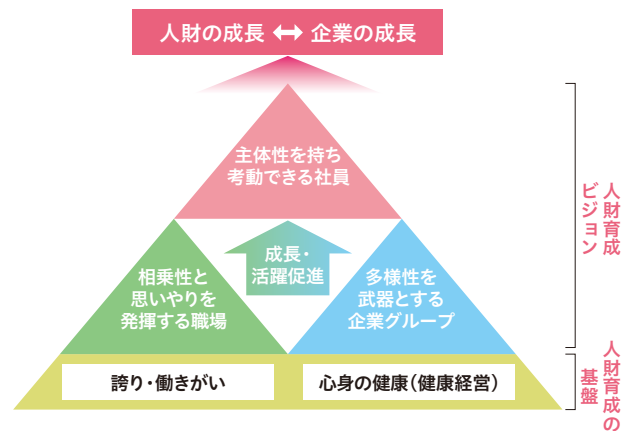 人財の成長 ⇔ 企業の成長
主体性を持ち
考動できる社員
成長・
活躍促進
相乗性と
思いやりを
発揮する職場
多様性を
武器とする
企業グループ
誇り・働きがい
心身の健康（健康経営）
人財育成
ビジョン
人財育成の
基盤